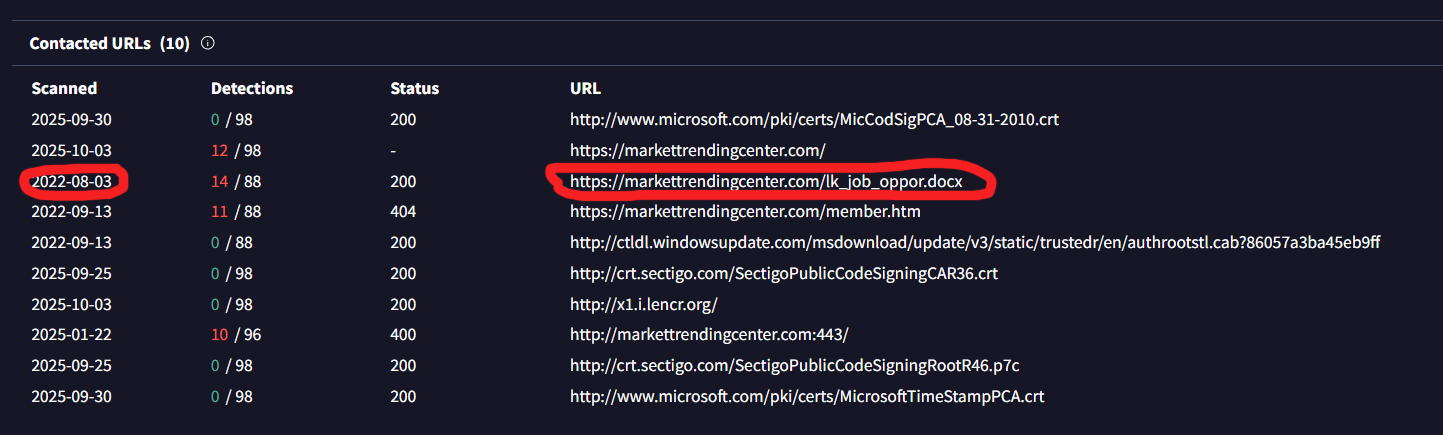 Contacted URLs (10)
Scanned Detections Status URL
2025-09-30 0 / 98 200 http://www.microsoft.com/pki/certs/MicCodSigPCA_08-31-2010.crt
2025-10-03 12 / 98 - https://markettrendingcenter.com/
2022-08-03 14 / 88 200 https://markettrendingcenter.com/lk_job_oppor.docx
2022-09-13 11 / 88 404 https://markettrendingcenter.com/member.htm
2022-09-13 0 / 88 200 http://ctldl.windowsupdate.com/msdownload/update/v3/static/trustedr/en/authrootstl.cab?86057a3ba45eb9ff
2025-09-25 0 / 98 200 http://crt.sectigo.com/SectigoPublicCodeSigningCAR36.crt
2025-10-03 0 / 98 200 http://x1.i.lencr.org/
2025-01-22 10 / 96 400 http://markettrendingcenter.com:443/
2025-09-25 0 / 98 200 http://crt.sectigo.com/SectigoPublicCodeSigningRootR46.p7c
2025-09-30 0 / 98 200 http://www.microsoft.com/pki/certs/MicrosoftTimeStampPCA.crt